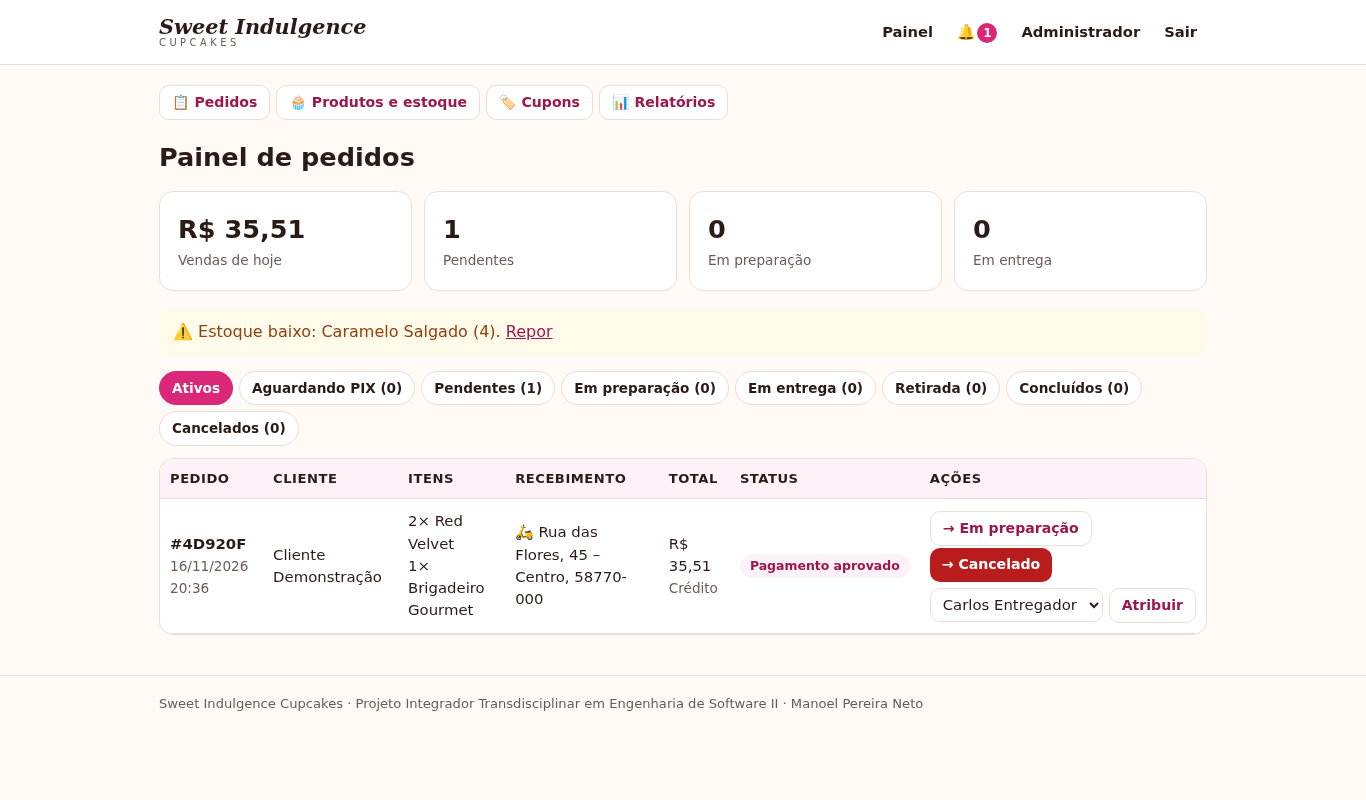 Sweet Indulgence
CUPCAKES
Painel
🔔 1
Administrador
Sair
📋 Pedidos
🧁 Produtos e estoque
🏷️ Cupons
📊 Relatórios
Painel de pedidos
R$ 35,51
Vendas de hoje
1
Pendentes
0
Em preparação
0
Em entrega
⚠️ Estoque baixo: Caramelo Salgado (4). Repor
Ativos
Aguardando PIX (0)
Pendentes (1)
Em preparação (0)
Em entrega (0)
Retirada (0)
Concluídos (0)
Cancelados (0)
PEDIDO
CLIENTE
ITENS
RECEBIMENTO
TOTAL
STATUS
AÇÕES
#4D920F
16/11/2026
20:36
Cliente
Demonstração
2× Red
Velvet
1×
Brigadeiro
Gourmet
🛵 Rua das
Flores, 45 –
Centro, 58770-
000
R$
35,51
Crédito
Pagamento aprovado
→ Em preparação
→ Cancelado
Carlos Entregador
Atribuir
Sweet Indulgence Cupcakes · Projeto Integrador Transdisciplinar em Engenharia de Software II · Manoel Pereira Neto